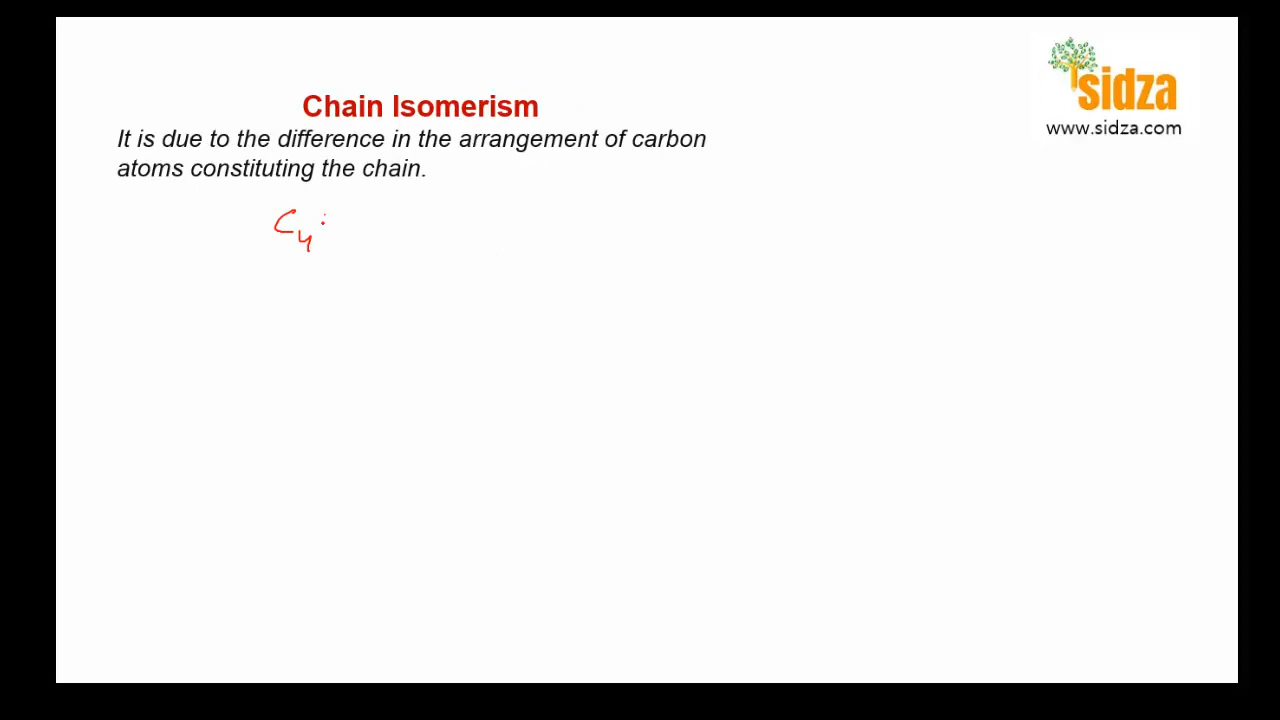 sidza
www.sidza.com
Chain Isomerism
It is due to the difference in the arrangement of carbon
atoms constituting the chain.
C4